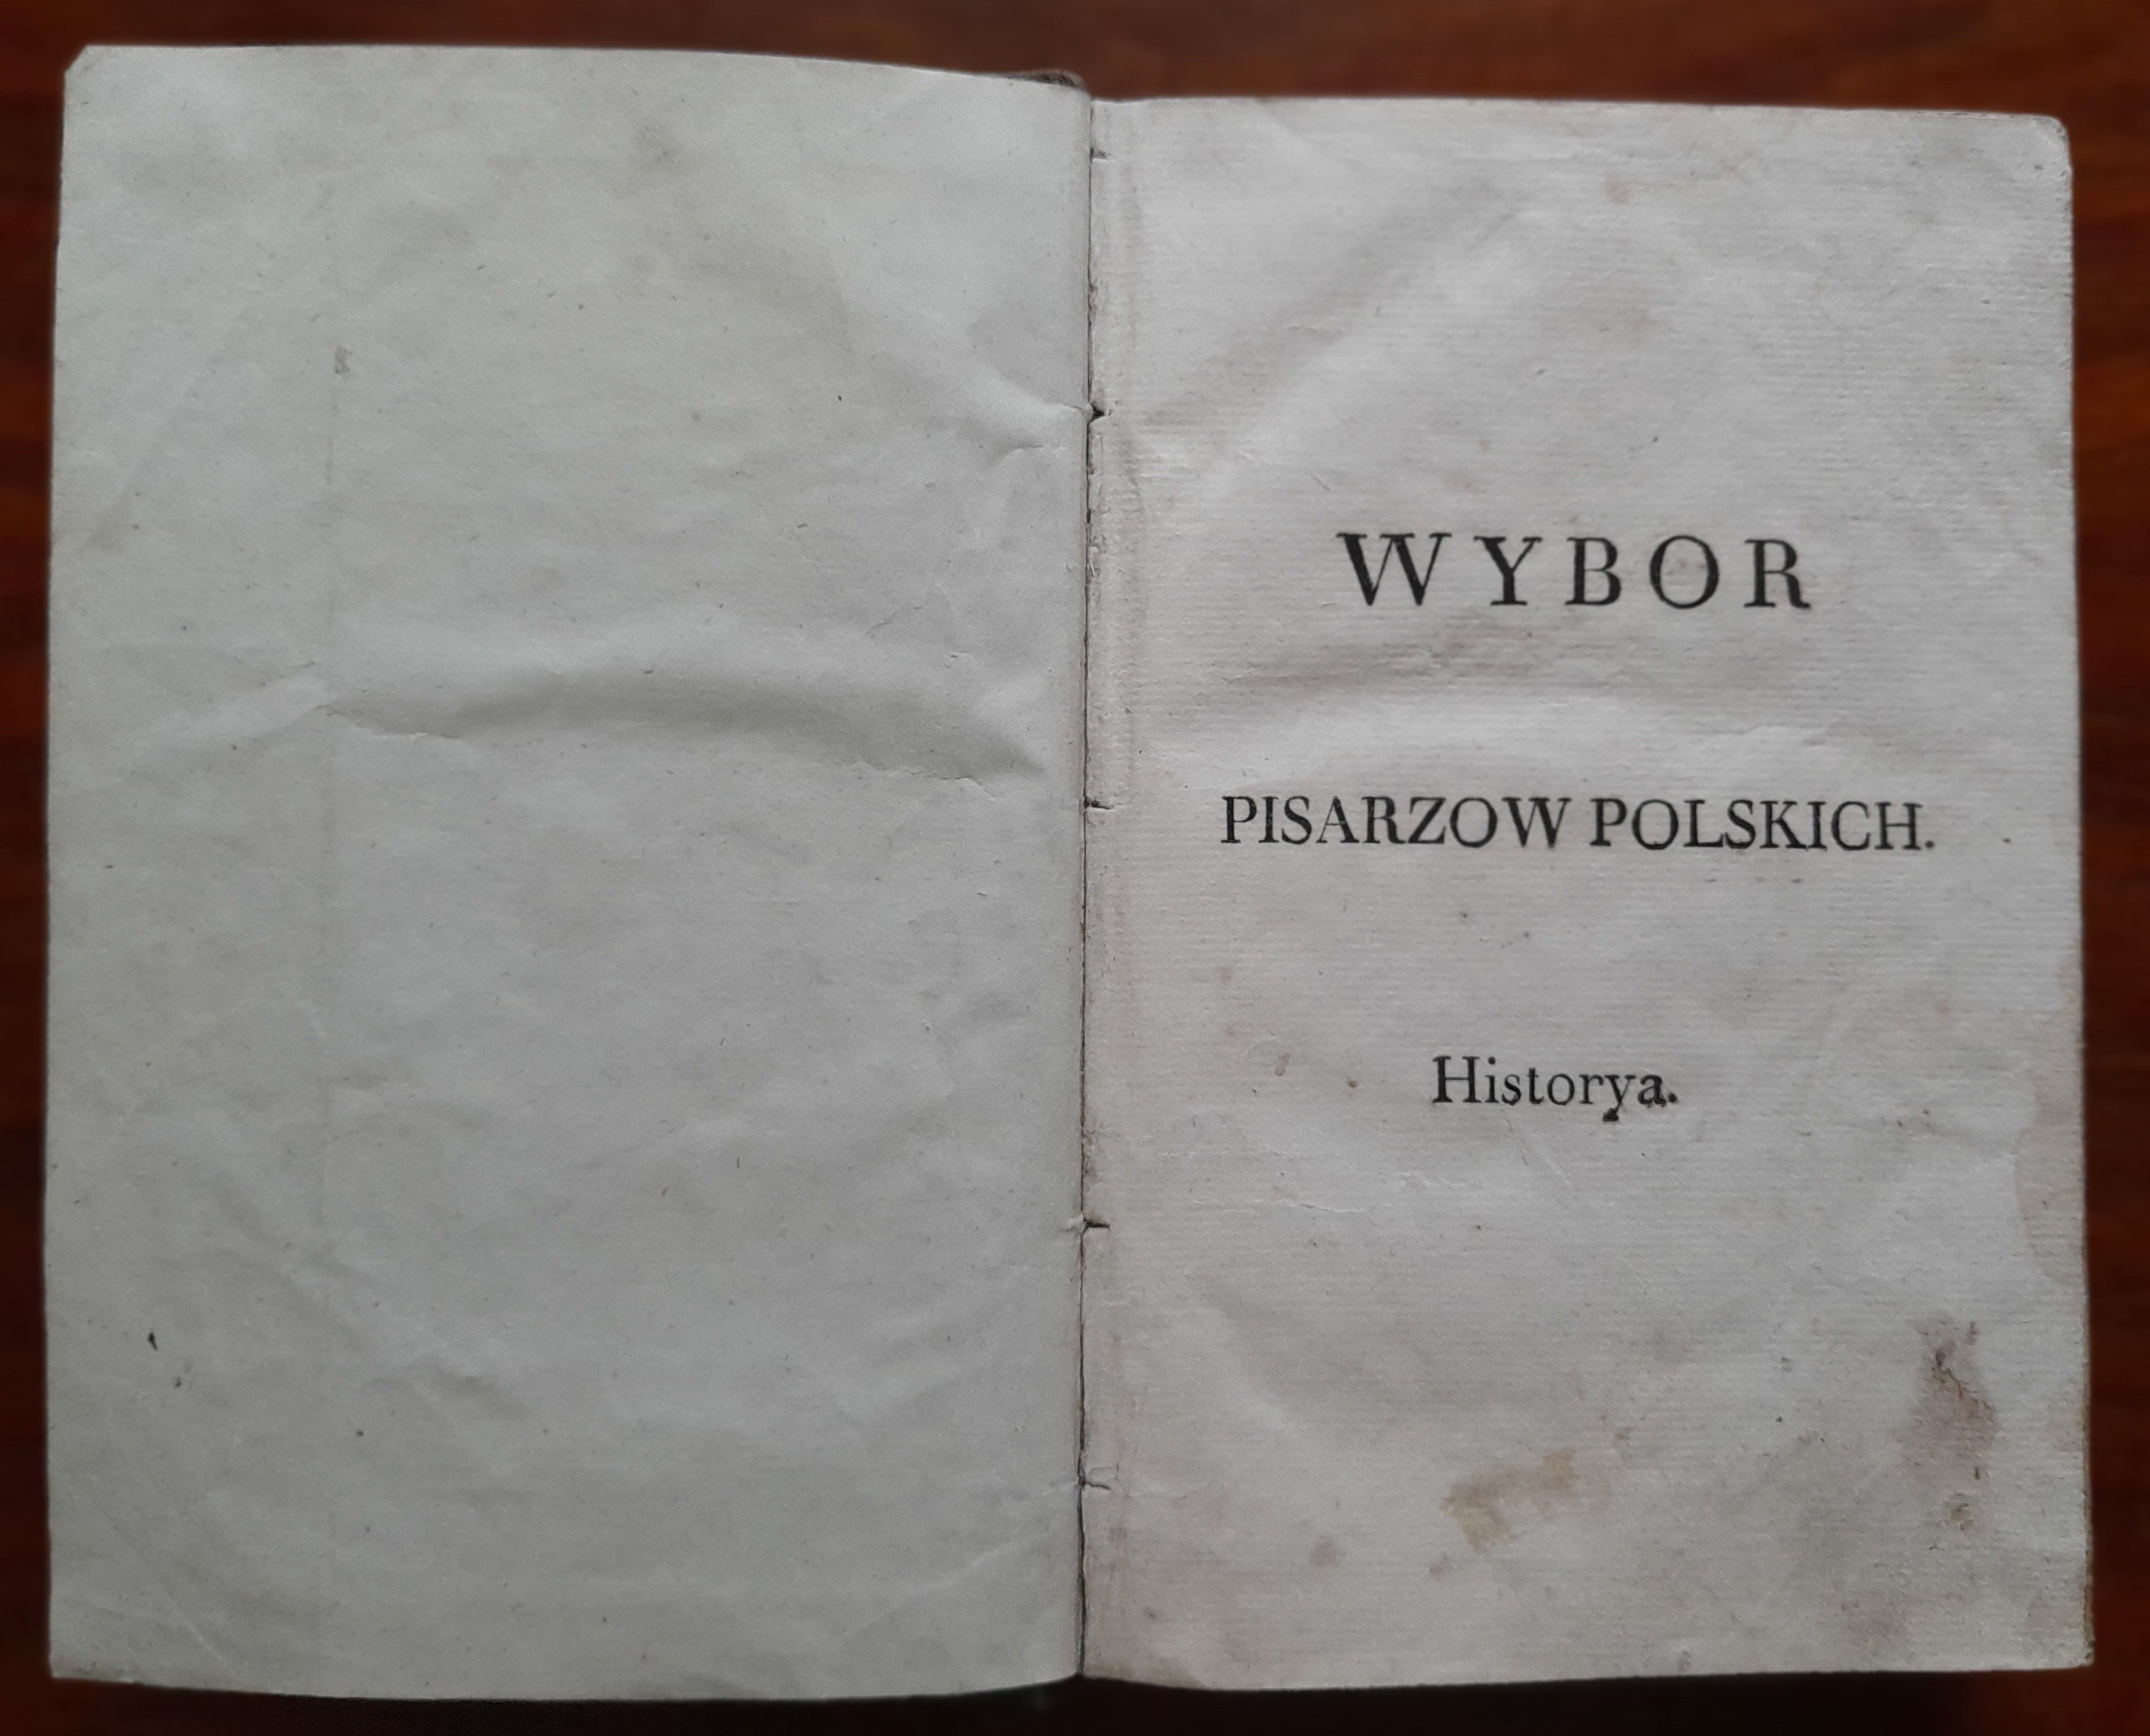 WYBOR
PISARZOW POLSKICH.
Historya.